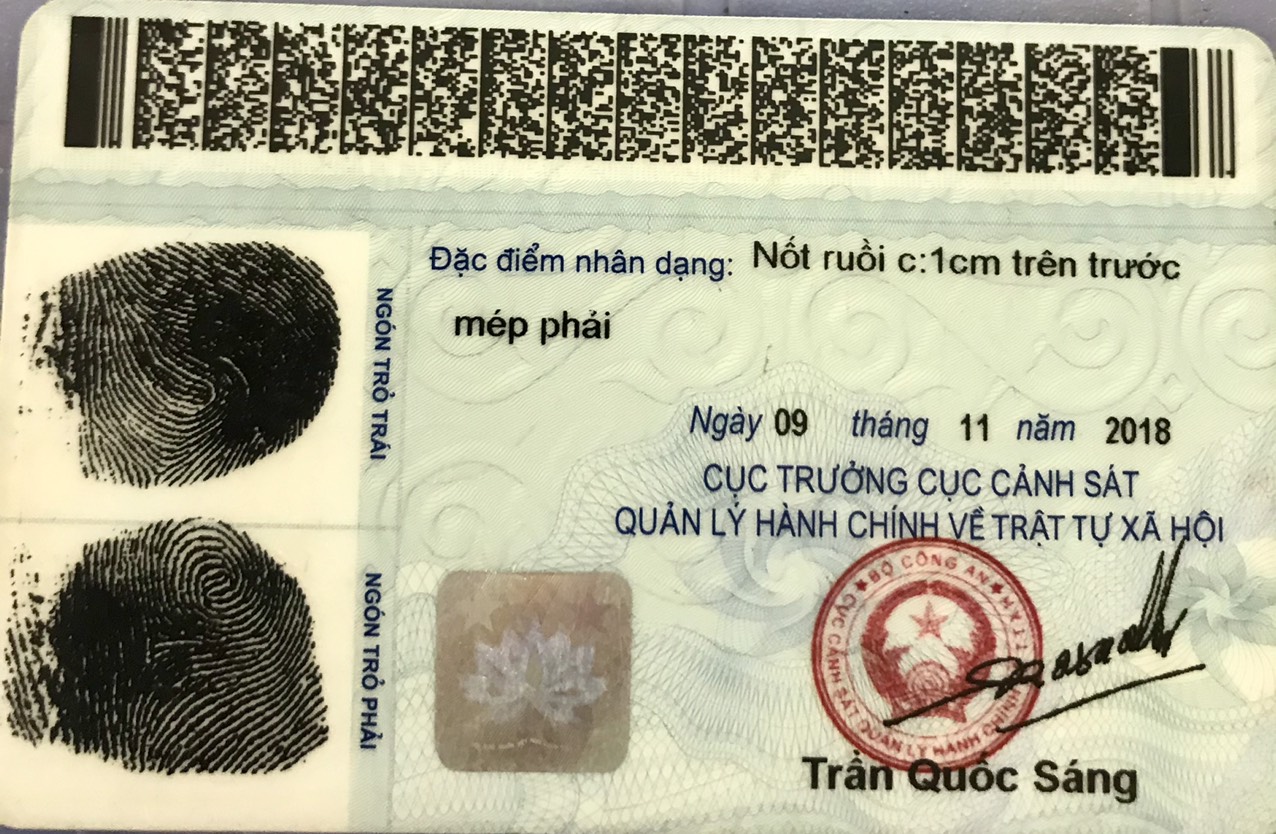 Đặc điểm nhân dạng: Nốt ruồi c:1cm trên trước
mép phải
NGÓN TRỎ TRÁI
NGÓN TRỎ PHẢI
Ngày 09 tháng 11 năm 2018
CỤC TRƯỞNG CỤC CẢNH SÁT
QUẢN LÝ HÀNH CHÍNH VỀ TRẬT TỰ XÃ HỘI
BỘ CÔNG AN
CỤC CẢNH SÁT QUẢN LÝ HÀNH CHÍNH VỀ TTXH
Trần Quốc Sáng